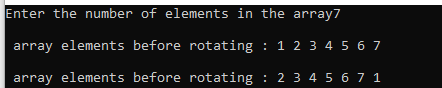 Enter the number of elements in the array7
array elements before rotating : 1 2 3 4 5 6 7
array elements before rotating : 2 3 4 5 6 7 1